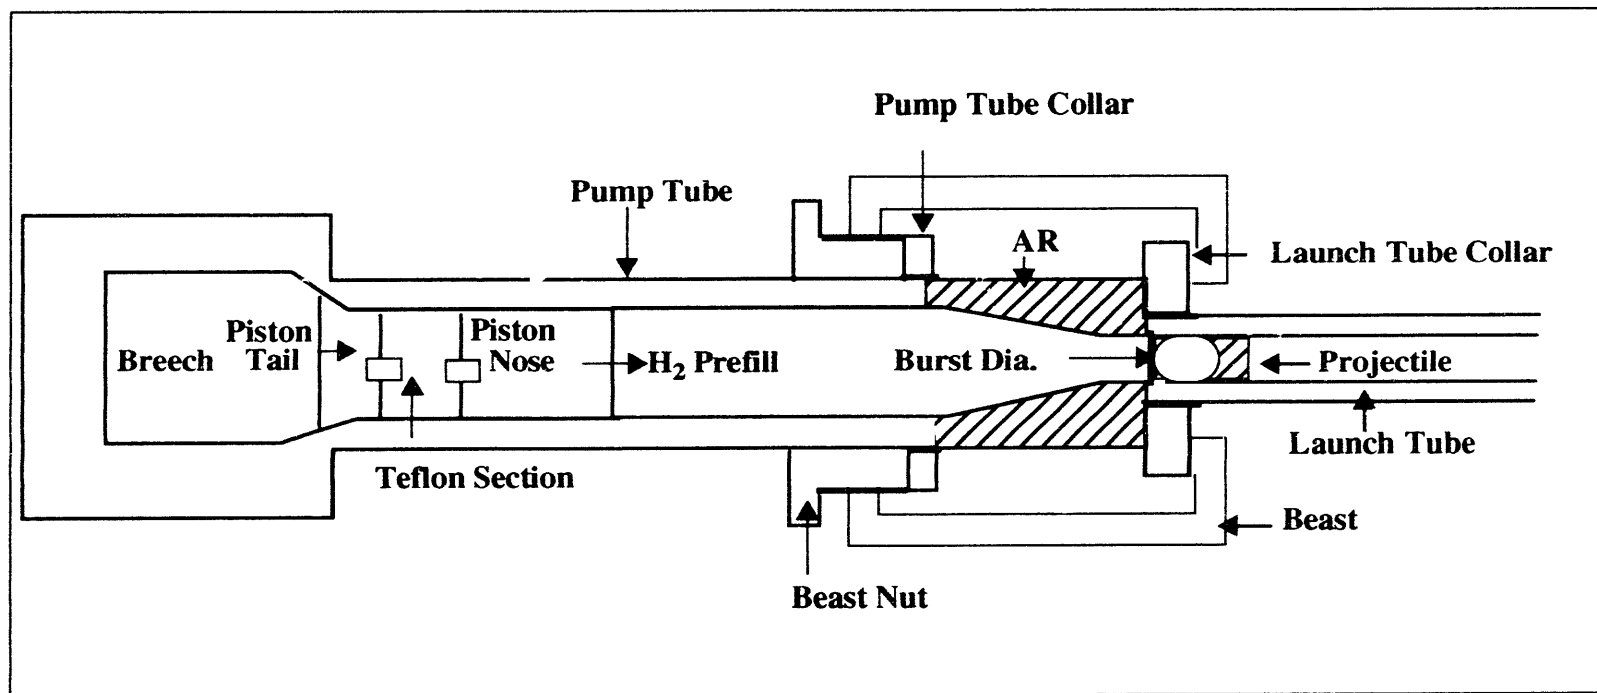 Pump Tube Collar
Pump Tube
AR
Launch Tube Collar
Breech
Piston
Tail
Piston
Nose
H₂ Prefill
Burst Dia.
Projectile
Teflon Section
Launch Tube
Beast
Beast Nut